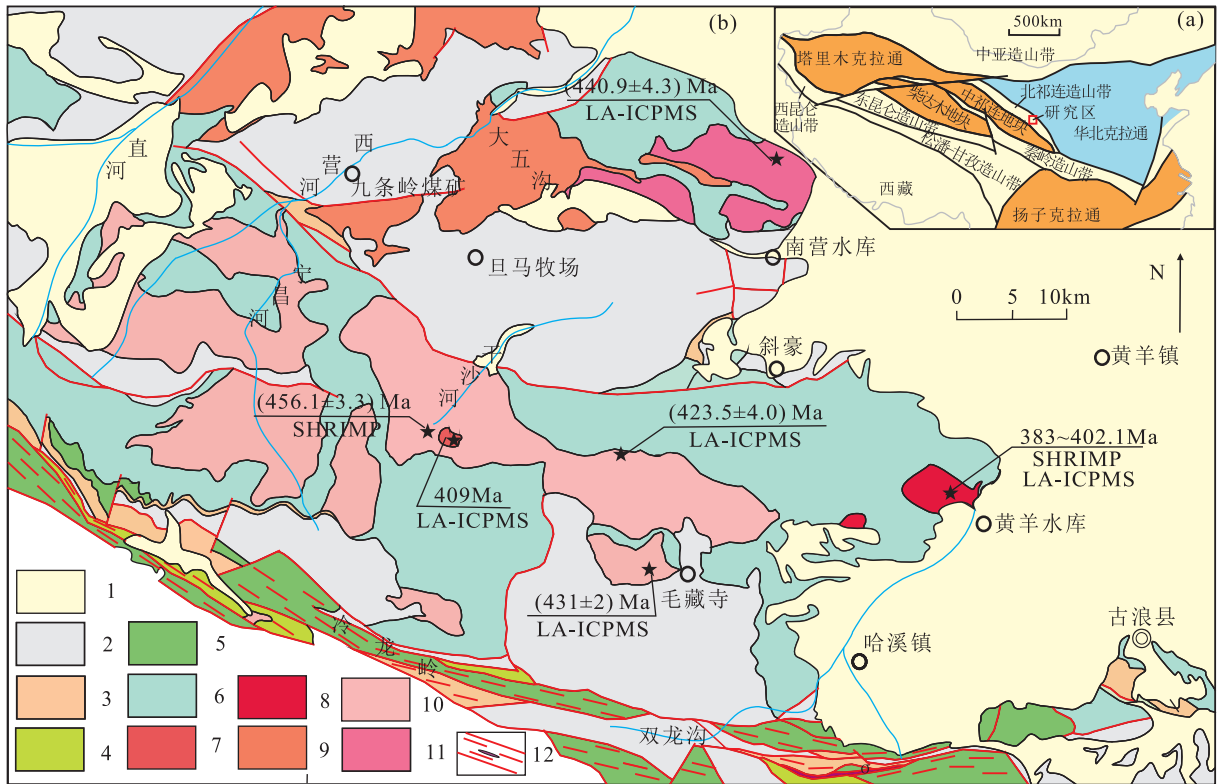 (b)
(a)
500km
中亚造山带
塔里木克拉通
北祁连造山带
研究区
中祁连地块
柴达木地块
华北克拉通
西昆仑
造山带
东昆仑造山带
松潘-甘孜造山带
秦岭造山带
西藏
扬子克拉通
(440.9±4.3) Ma
LA-ICPMS
直河
西营河
大五沟
九条岭煤矿
旦马牧场
南营水库
N
0 5 10km
宁昌河
干沙河
斜豪
黄羊镇
(456.1±3.3) Ma
SHRIMP
(423.5±4.0) Ma
LA-ICPMS
383~402.1Ma
SHRIMP
LA-ICPMS
409Ma
LA-ICPMS
黄羊水库
(431±2) Ma
LA-ICPMS
毛藏寺
古浪县
哈溪镇
冷龙岭
双龙沟
1
2
5
3
6
8
10
4
7
9
11
12